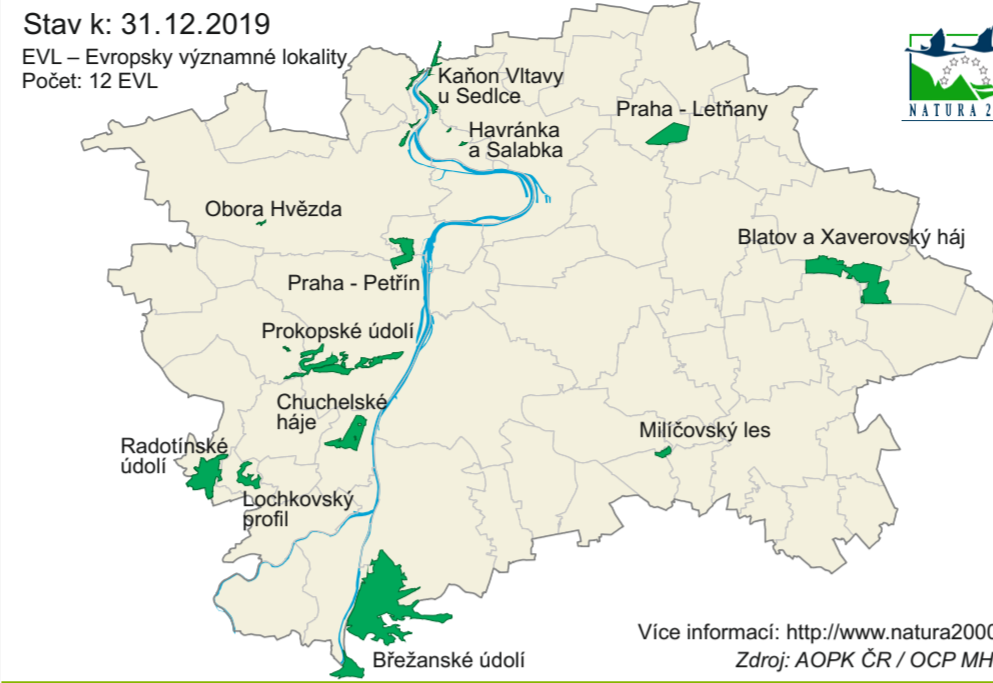 Stav k: 31.12.2019
EVL – Evropsky významné lokality
Počet: 12 EVL
Kaňon Vltavy
u Sedlce
Praha - Letňany
NATURA 2
Havránka
a Salabka
Obora Hvězda
Blatov a Xaverovský háj
Praha - Petřín
Prokopské údolí
Chuchelské
háje
Milíčovský les
Radotínské
údolí
Lochkovský
profil
Více informací: http://www.natura2000
Břežanské údolí
Zdroj: AOPK ČR / OCP MH